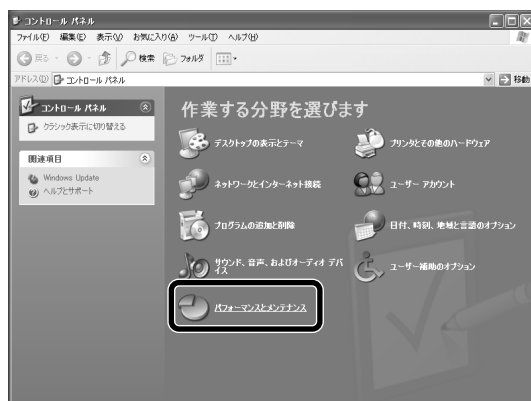 コントロール パネル
ファイル(F) 編集(E) 表示(V) お気に入り(A) ツール(T) ヘルプ(H)
戻る 検索 フォルダ
アドレス(D) コントロール パネル 移動
コントロール パネル
クラシック表示に切り替える
関連項目
Windows Update
ヘルプとサポート
作業する分野を選びます
デスクトップの表示とテーマ
プリンタとその他のハードウェア
ネットワークとインターネット接続
ユーザー アカウント
プログラムの追加と削除
日付、時刻、地域と言語のオプション
サウンド、音声、およびオーディオ デバ
イス
ユーザー補助のオプション
パフォーマンスとメンテナンス